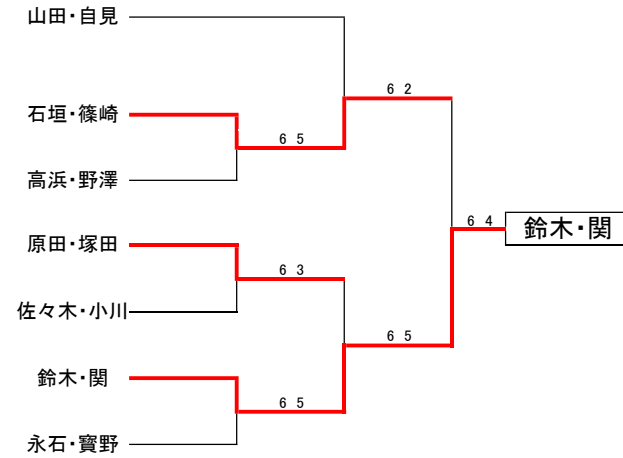 山田・自見
６ ２
石垣・篠崎
６ ５
高浜・野澤
６ ４
鈴木・関
原田・塚田
６ ３
佐々木・小川
６ ５
鈴木・関
６ ５
永石・寳野